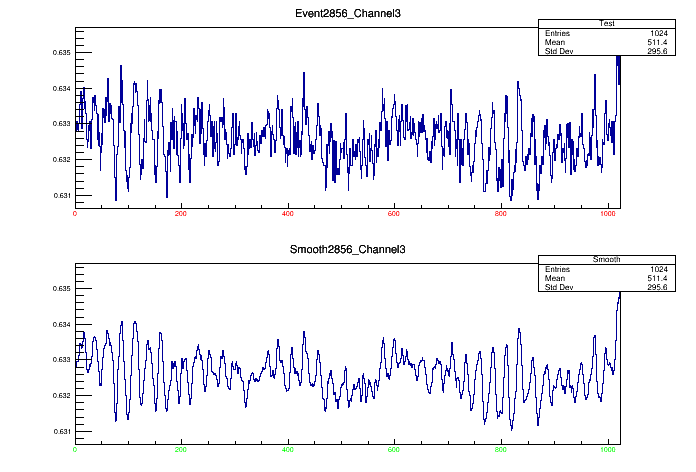 Event2856_Channel3
Test
Entries 1024
Mean 511.4
Std Dev 295.6
0.635
0.634
0.633
0.632
0.631
0 200 400 600 800 1000
Smooth2856_Channel3
Smooth
Entries 1024
Mean 511.4
Std Dev 295.6
0.635
0.634
0.633
0.632
0.631
0 200 400 600 800 1000